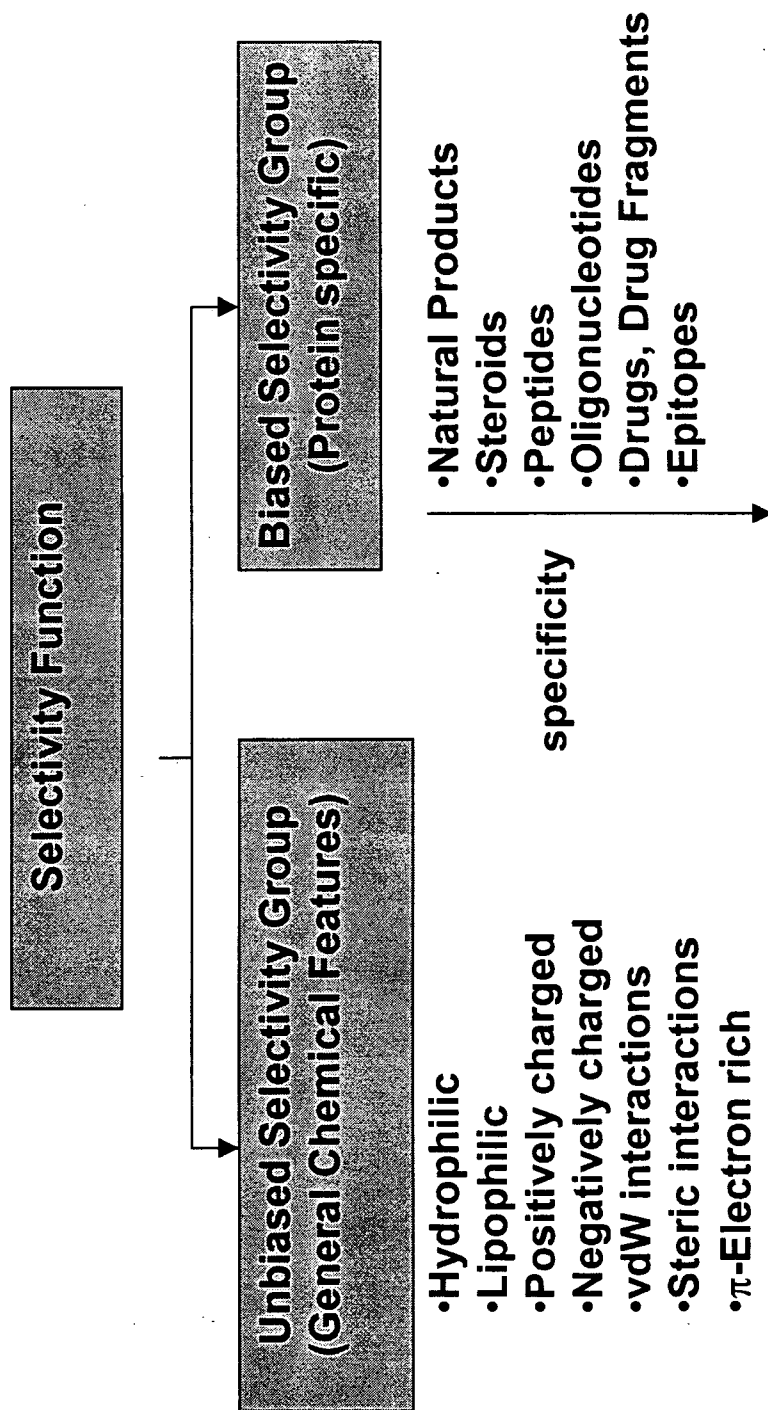 Selectivity Function
Unbiased Selectivity Group
(General Chemical Features)
•Hydrophilic
•Lipophilic
•Positively charged
•Negatively charged
•vdW interactions
•Steric interactions
•π-Electron rich
Biased Selectivity Group
(Protein specific)
specificity
•Natural Products
•Steroids
•Peptides
•Oligonucleotides
•Drugs, Drug Fragments
•Epitopes